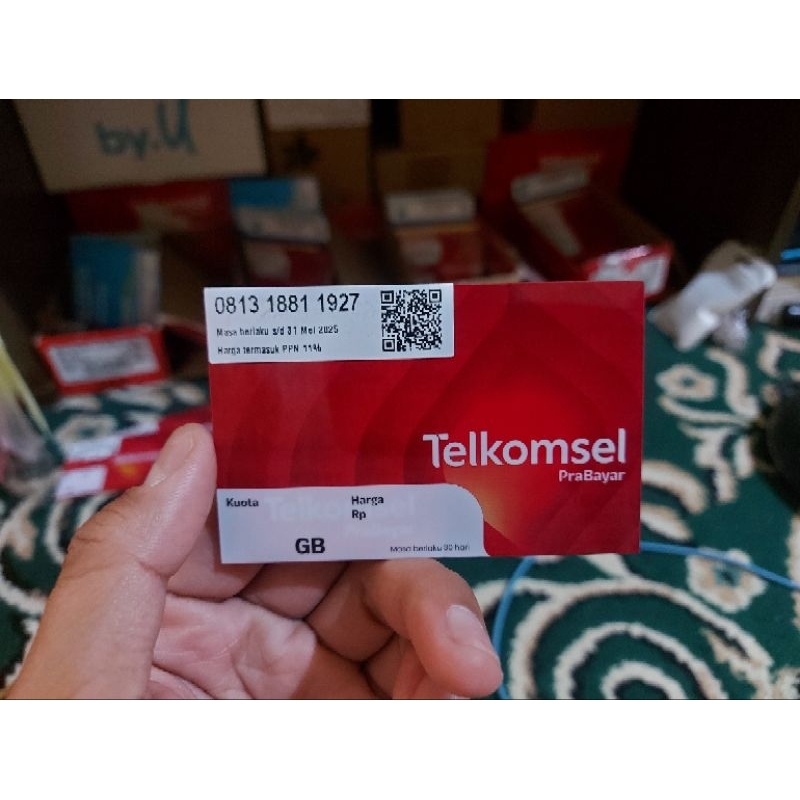 by.U
0813 1881 1927
Masa berlaku s/d 31 Mei 2025
Harga termasuk PPN 11%
Telkomsel
PraBayar
Kuota
Harga
Rp
GB
Masa berlaku 30 hari